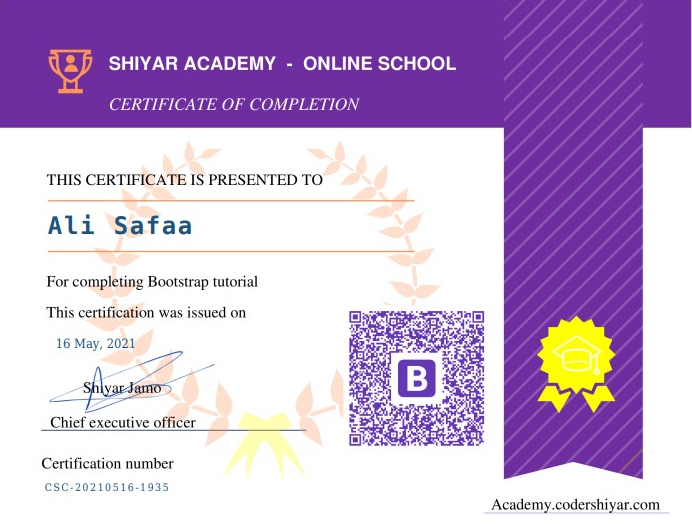 SHIYAR ACADEMY - ONLINE SCHOOL
CERTIFICATE OF COMPLETION
THIS CERTIFICATE IS PRESENTED TO
Ali Safaa
For completing Bootstrap tutorial
This certification was issued on
16 May, 2021
Shiyar Jamo
Chief executive officer
B
Certification number
CSC-20210516-1935
Academy.codershiyar.com